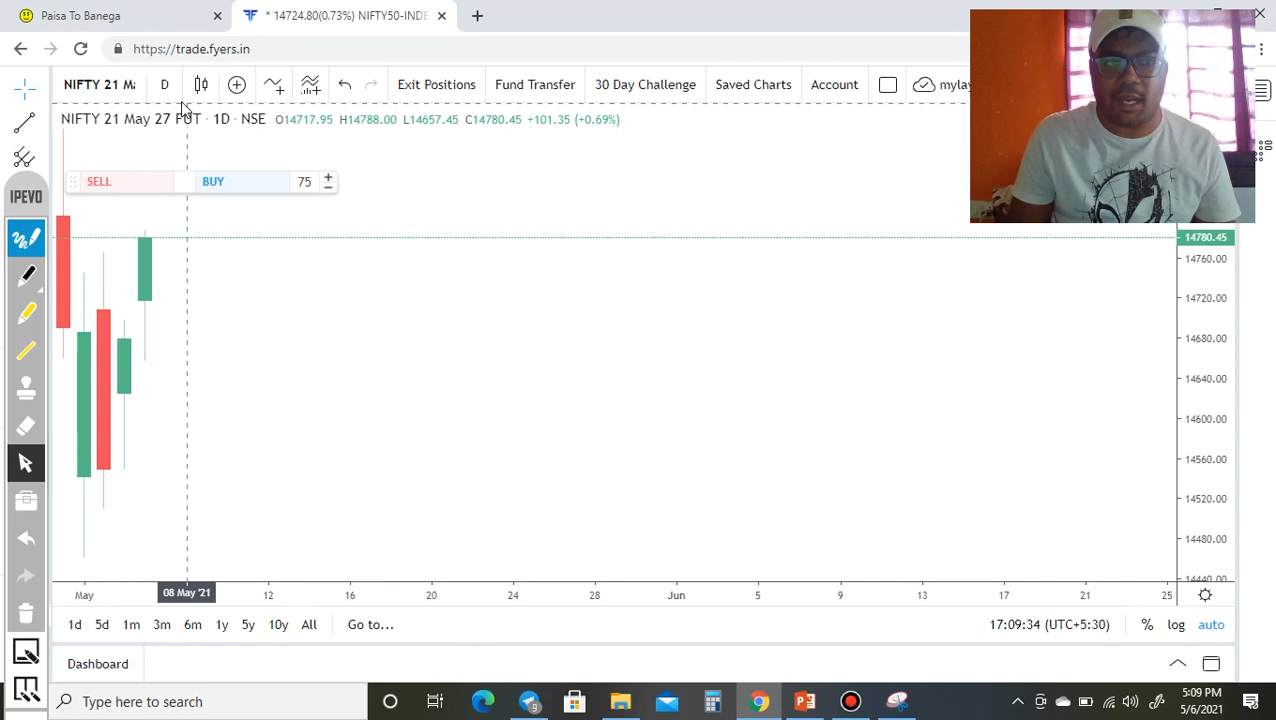 Paisa To Banega
* 14724.80(0.73%) NIFTY50-INDE
https://trade.fyers.in
NIFTY 21 Ma
D
Exit Positions
Fund Transfer
30 Day Challenge
Saved Charts
Account
mylay
NIFTY 21 May 27 FUT · 1D · NSE O14717.95 H14788.00 L14657.45 C14780.45 +101.35 (+0.69%)
SELL
BUY
75
IPEVO
14780.45
14760.00
14720.00
14680.00
14640.00
14600.00
14560.00
14520.00
14480.00
14440.00
May
08 May '21
12
16
20
24
28
Jun
5
9
13
17
21
25
1d 5d 1m 3m 6m 1y 5y 10y All
Go to...
17:09:34 (UTC+5:30)
% log auto
Dashboard
Type here to search
5:09 PM
5/6/2021